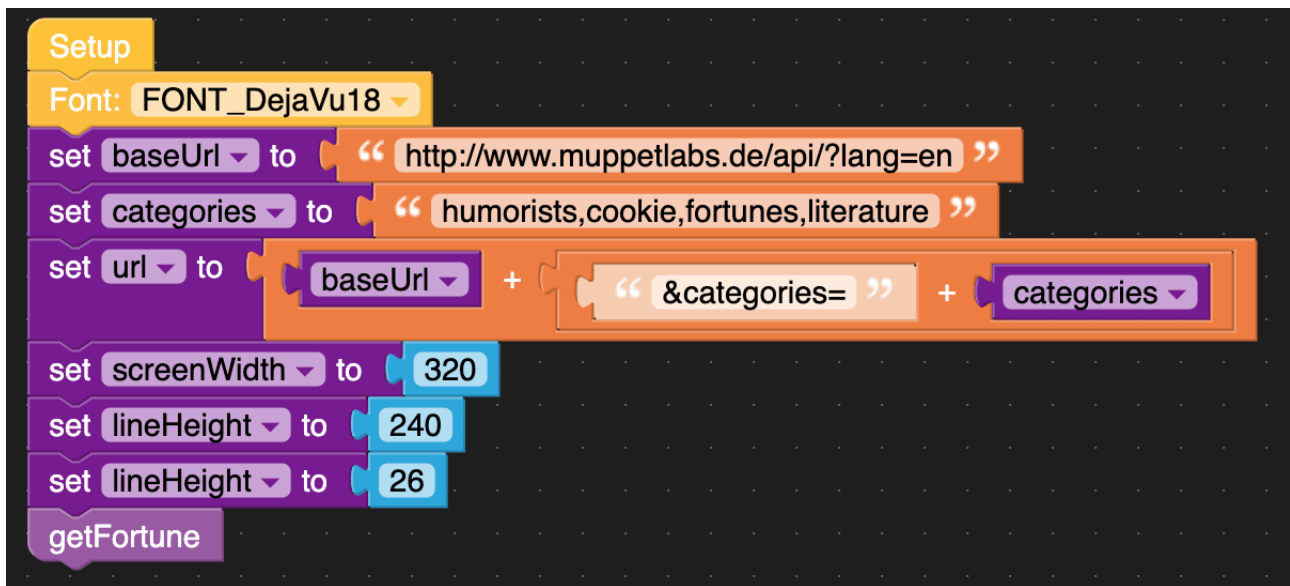 Setup
Font: FONT_DejaVu18
set baseUrl to “ http://www.muppetlabs.de/api/?lang=en ”
set categories to “ humorists,cookie,fortunes,literature ”
set url to baseUrl + “ &categories= ” + categories
set screenWidth to 320
set lineHeight to 240
set lineHeight to 26
getFortune